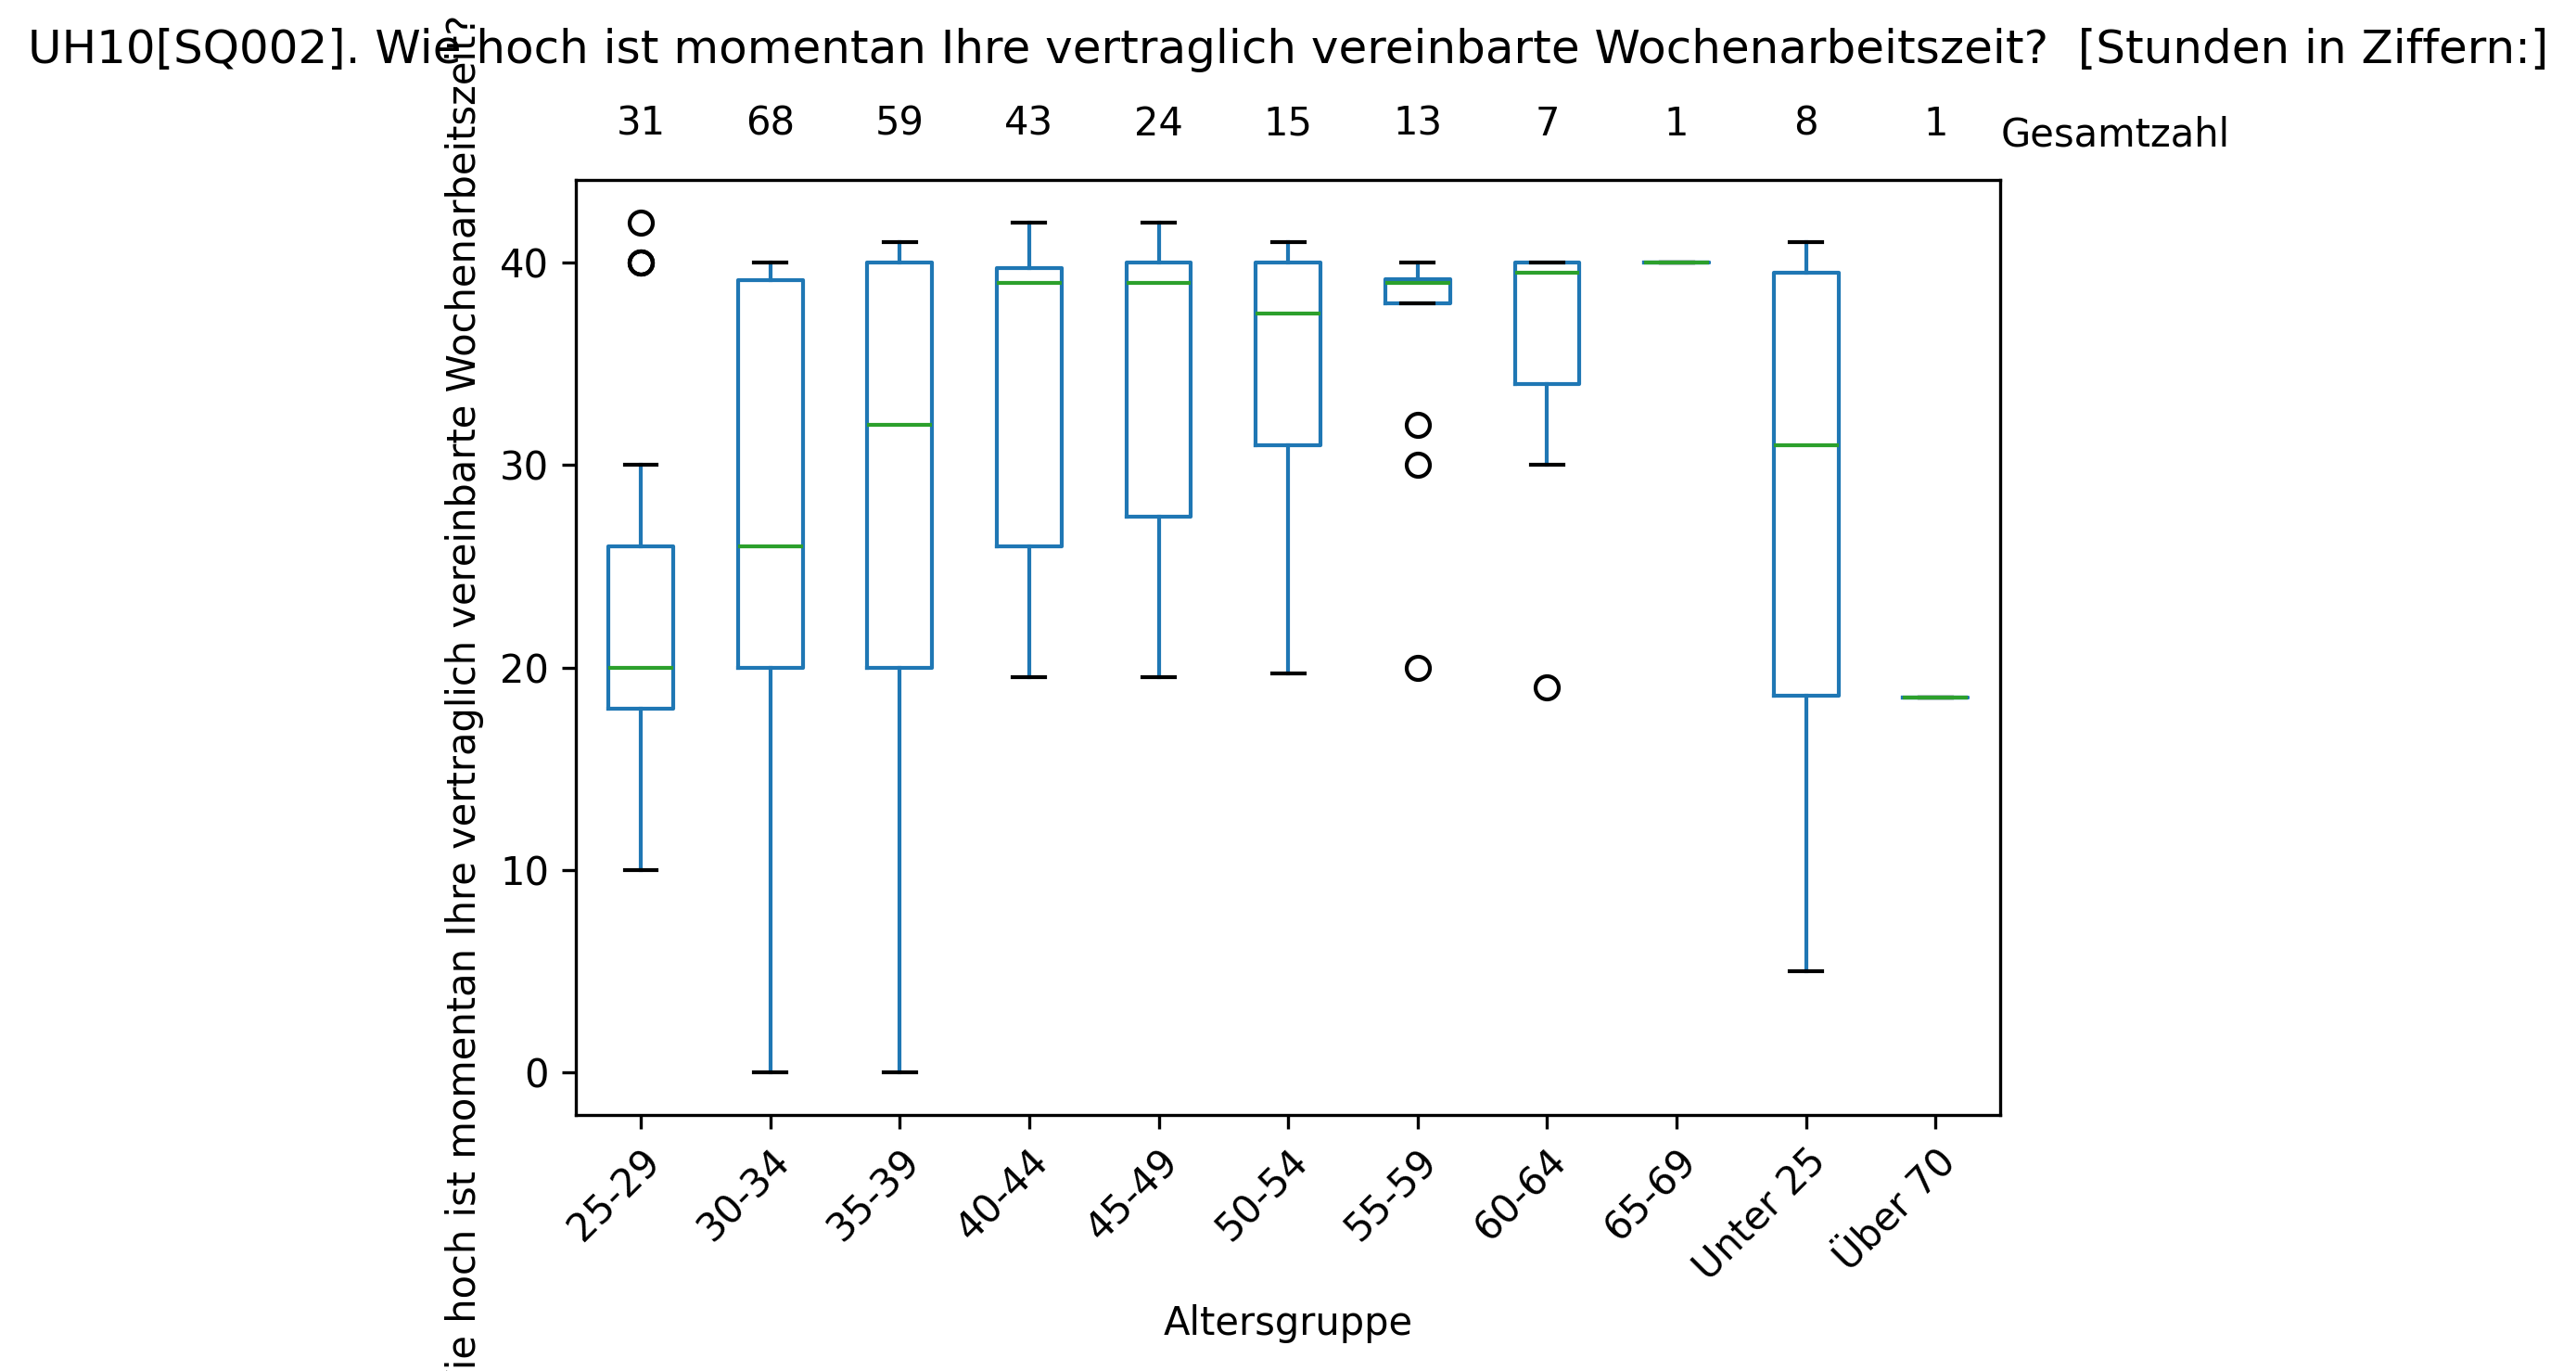 UH10[SQ002]. Wie hoch ist momentan Ihre vertraglich vereinbarte Wochenarbeitszeit?  [Stunden in Ziffern:]
31 68 59 43 24 15 13 7 1 8 1 Gesamtzahl
ie hoch ist momentan Ihre vertraglich vereinbarte Wochenarbeitszeit?
40
30
20
10
0
25-29 30-34 35-39 40-44 45-49 50-54 55-59 60-64 65-69 Unter 25 Über 70
Altersgruppe